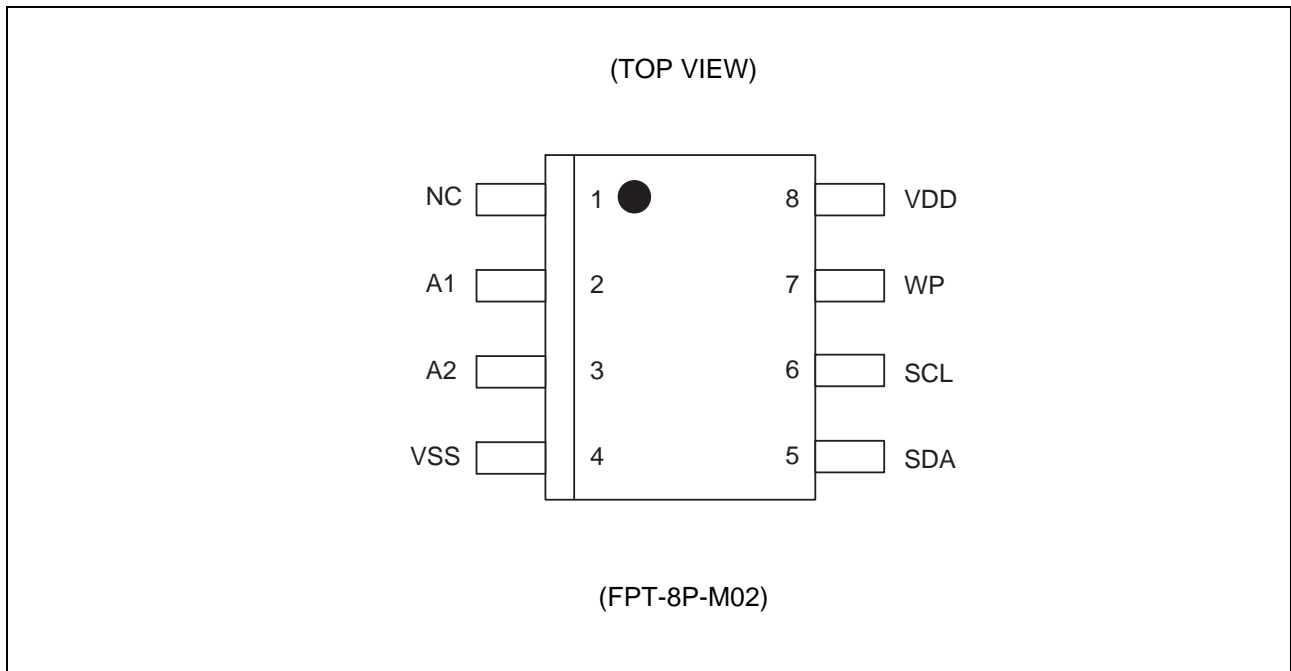 (TOP VIEW)
NC 1 8 VDD
A1 2 7 WP
A2 3 6 SCL
VSS 4 5 SDA
(FPT-8P-M02)